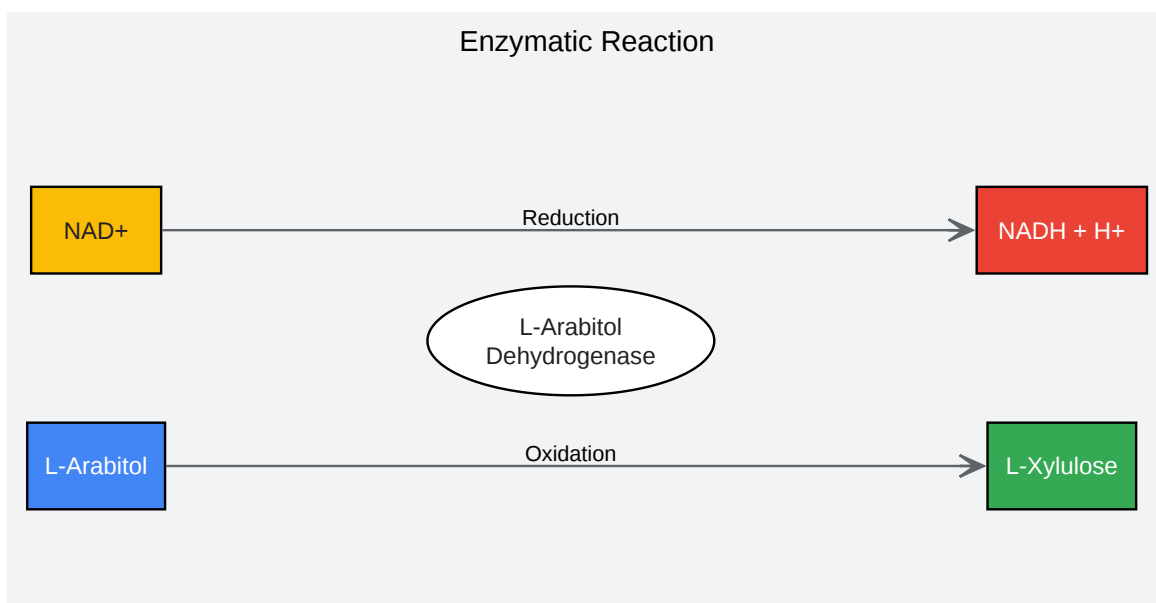 Enzymatic Reaction
NAD+
Reduction
NADH + H+
L-Arabitol
Dehydrogenase
L-Arabitol
Oxidation
L-Xylulose